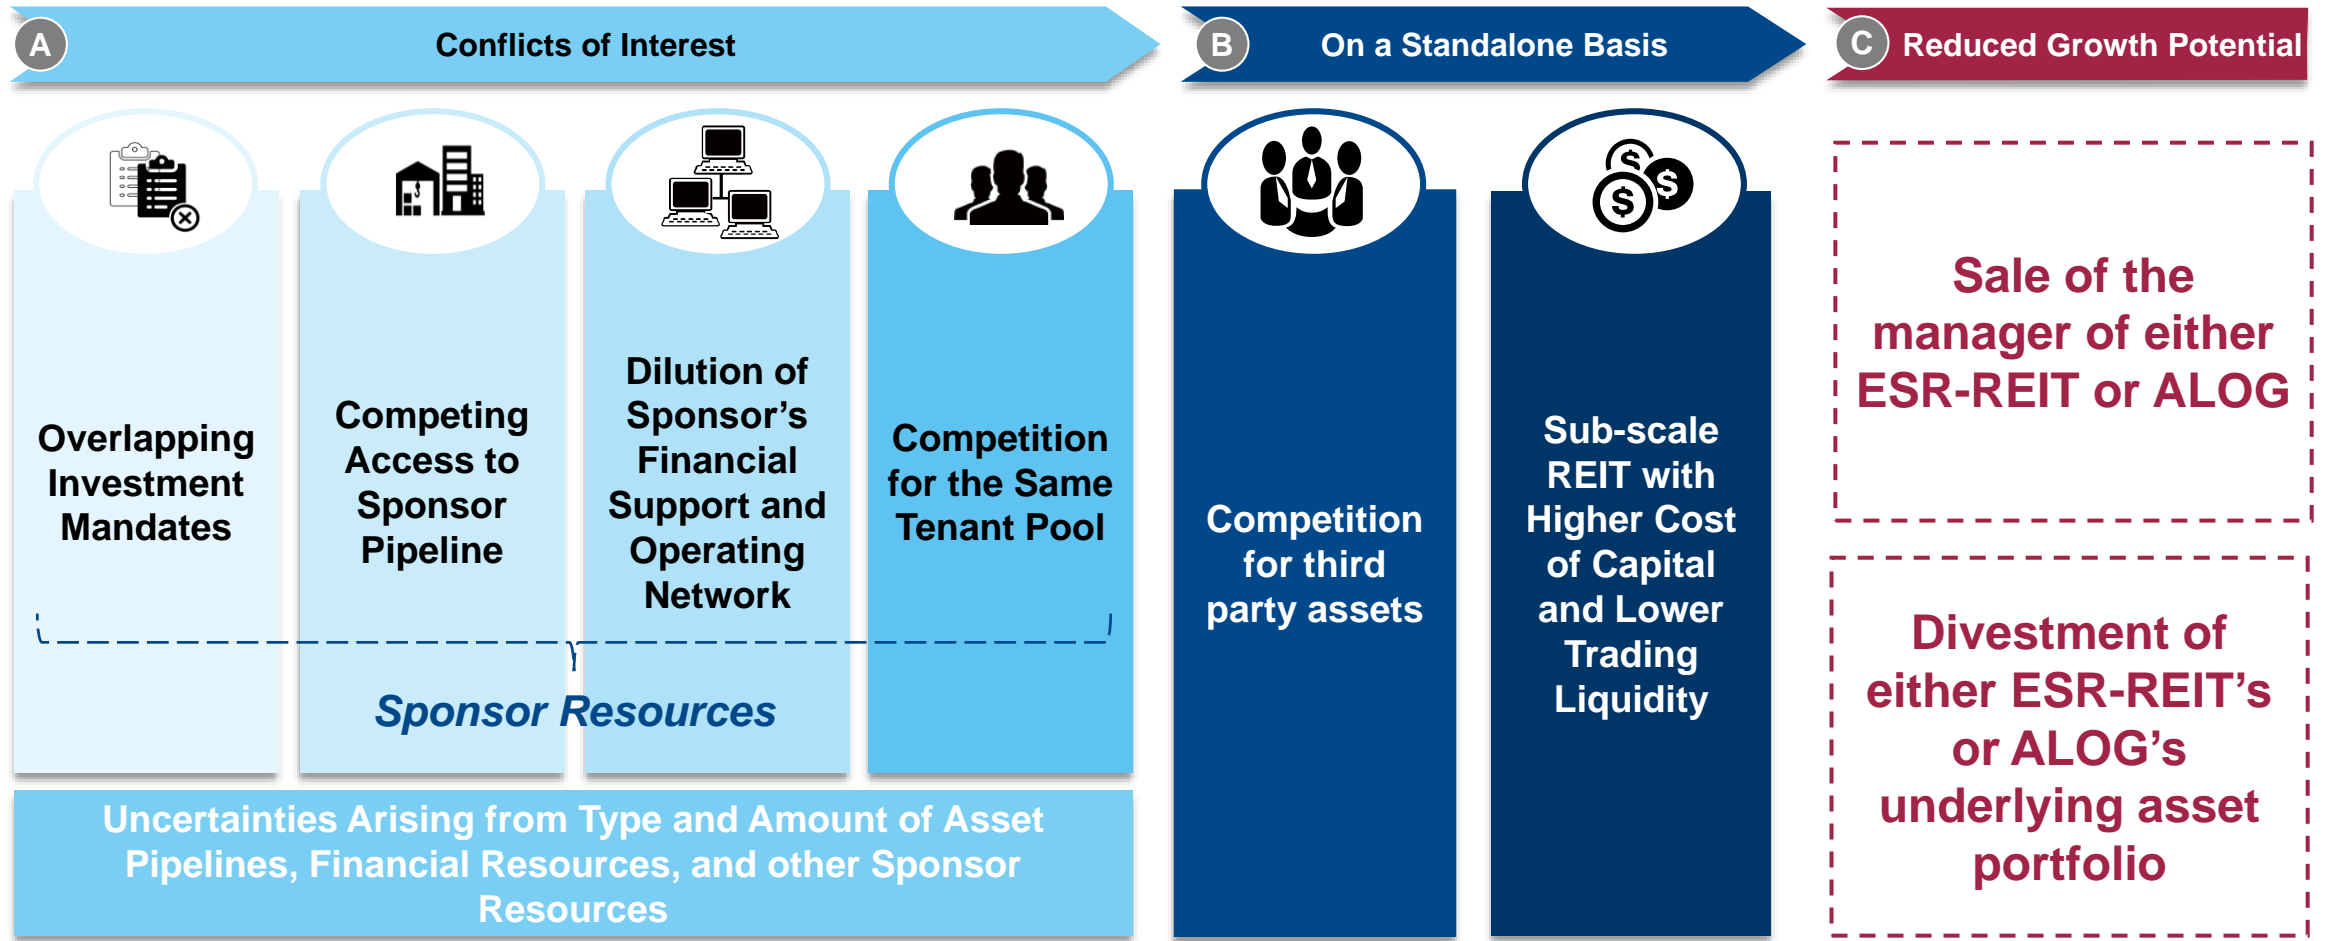 A
Conflicts of Interest
B
On a Standalone Basis
C
Reduced Growth Potential
Overlapping
Investment
Mandates
Competing
Access to
Sponsor
Pipeline
Dilution of
Sponsor’s
Financial
Support and
Operating
Network
Competition
for the Same
Tenant Pool
Sponsor Resources
Uncertainties Arising from Type and Amount of Asset
Pipelines, Financial Resources, and other Sponsor
Resources
Competition
for third
party assets
$
$
$
Sub-scale
REIT with
Higher Cost
of Capital
and Lower
Trading
Liquidity
Sale of the
manager of either
ESR-REIT or ALOG
Divestment of
either ESR-REIT’s
or ALOG’s
underlying asset
portfolio